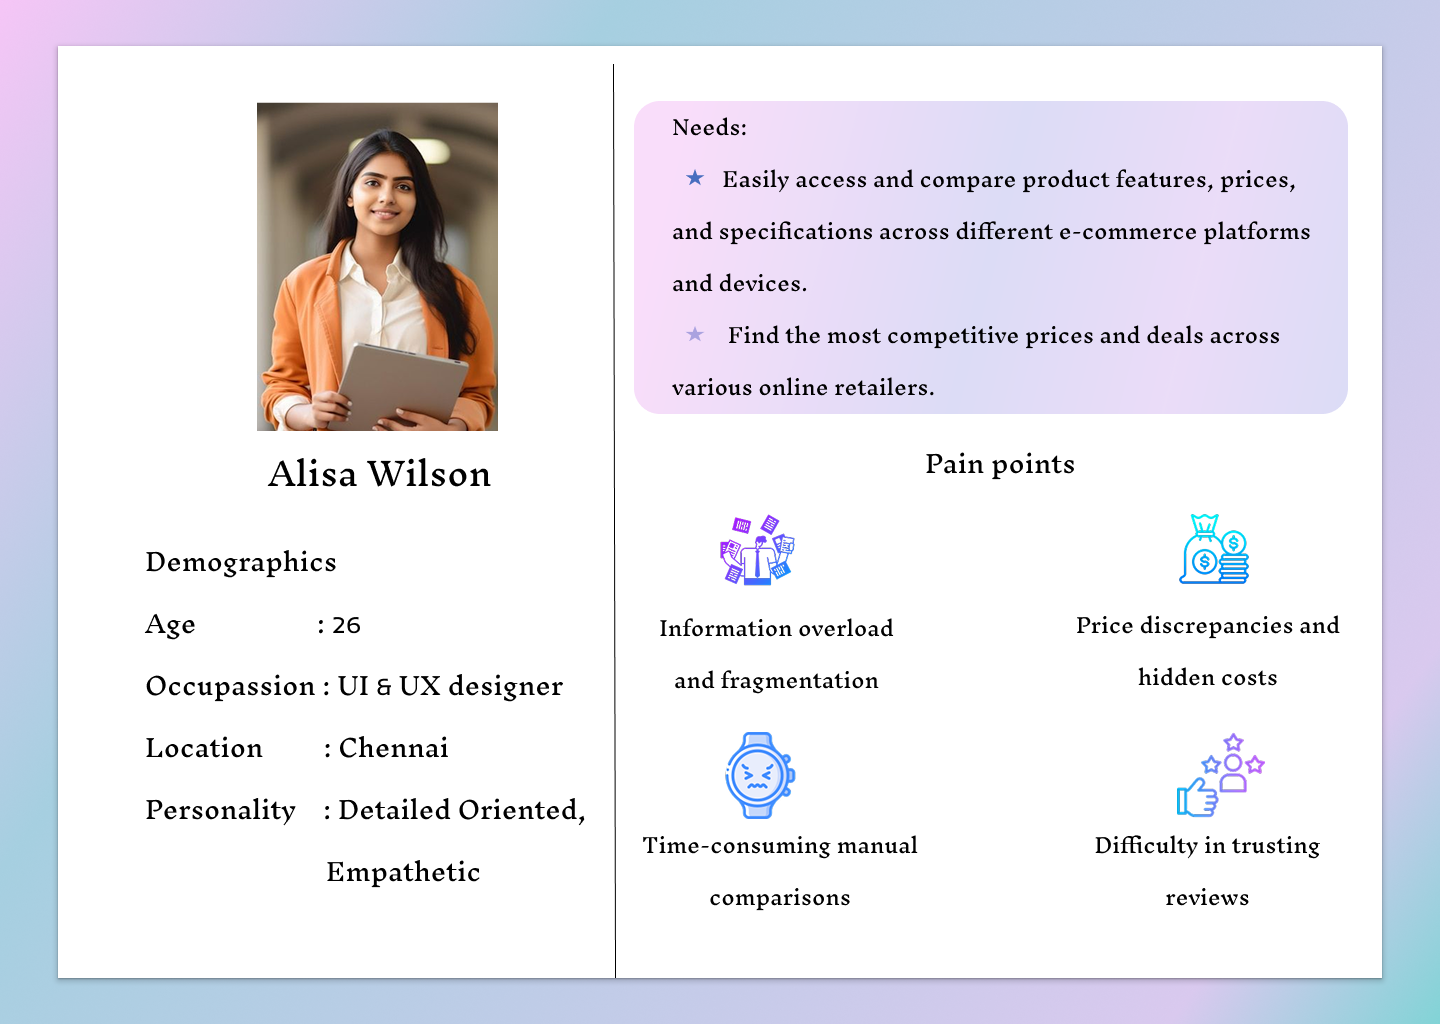 Alisa Wilson
Demographics
Age : 26
Occupassion : UI & UX designer
Location : Chennai
Personality : Detailed Oriented,
Empathetic
Needs:
★ Easily access and compare product features, prices,
and specifications across different e-commerce platforms
and devices.
★ Find the most competitive prices and deals across
various online retailers.
Pain points
Information overload
and fragmentation
Price discrepancies and
hidden costs
Time-consuming manual
comparisons
Difficulty in trusting
reviews